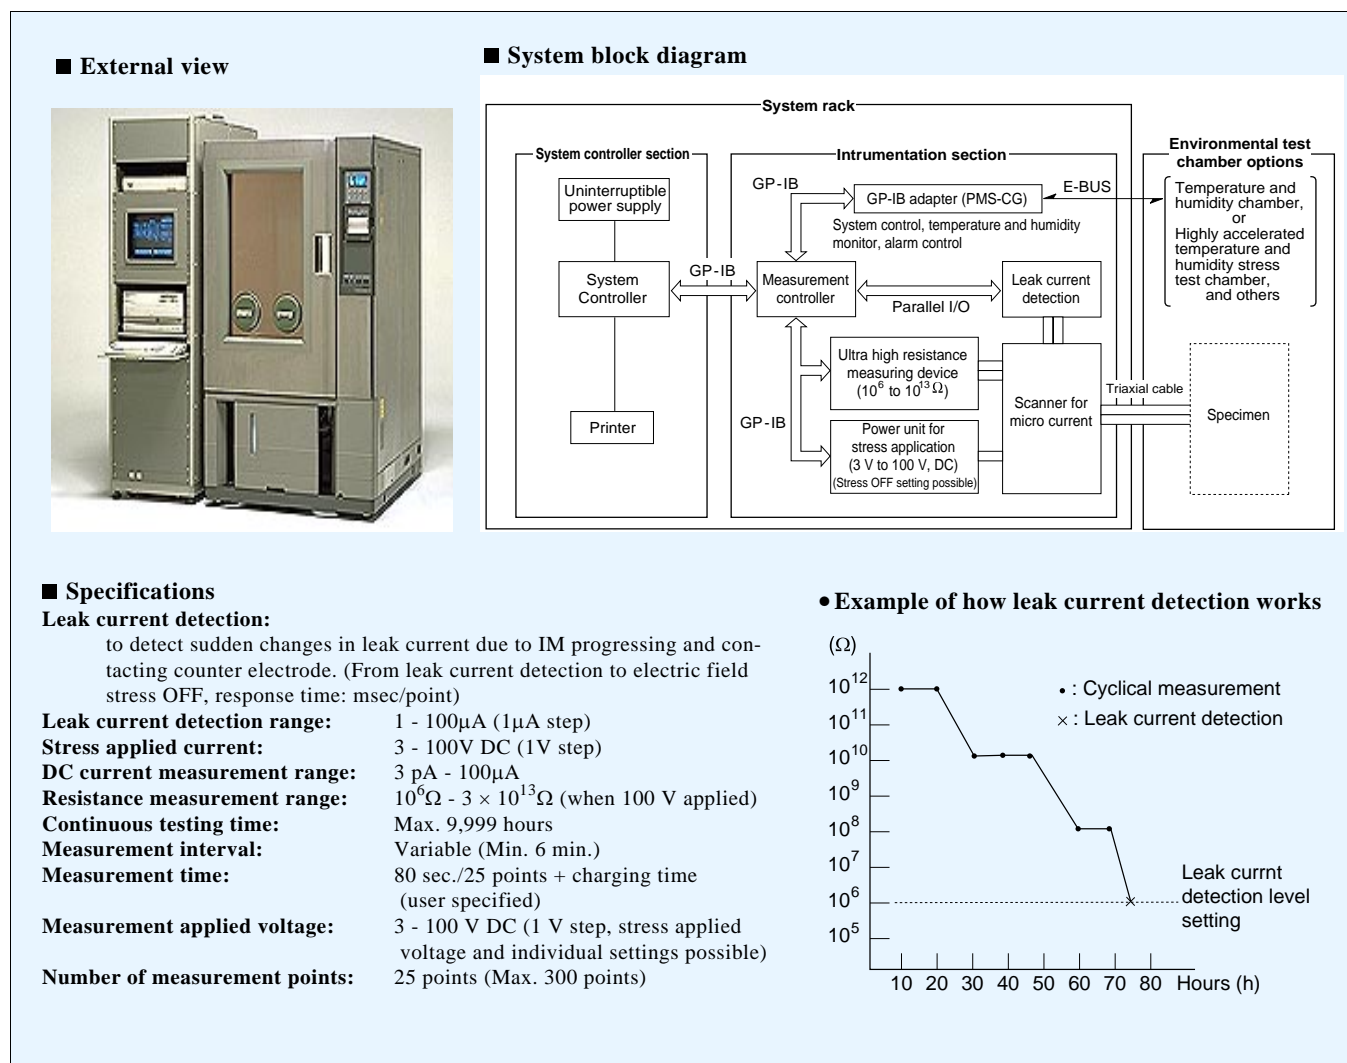 ■ External view
■ System block diagram
System rack
System controller section
Uninterruptible
power supply
System
Controller
Printer
GP-IB
Intrumentation section
GP-IB
GP-IB adapter (PMS-CG)
System control, temperature and humidity
monitor, alarm control
Measurement
controller
Parallel I/O
Leak current
detection
GP-IB
Ultra high resistance
measuring device
(10⁶ to 10¹³Ω)
Power unit for
stress application
(3 V to 100 V, DC)
(Stress OFF setting possible)
Scanner for
micro current
E-BUS
Triaxial cable
Environmental test
chamber options
Temperature and
humidity chamber,
or
Highly accelerated
temperature and
humidity stress
test chamber,
and others
Specimen
■ Specifications
Leak current detection:
to detect sudden changes in leak current due to IM progressing and con-
tacting counter electrode. (From leak current detection to electric field
stress OFF, response time: msec/point)
Leak current detection range: 1 - 100µA (1µA step)
Stress applied current: 3 - 100V DC (1V step)
DC current measurement range: 3 pA - 100µA
Resistance measurement range: 10⁶Ω - 3 × 10¹³Ω (when 100 V applied)
Continuous testing time: Max. 9,999 hours
Measurement interval: Variable (Min. 6 min.)
Measurement time: 80 sec./25 points + charging time
(user specified)
Measurement applied voltage: 3 - 100 V DC (1 V step, stress applied
voltage and individual settings possible)
Number of measurement points: 25 points (Max. 300 points)
● Example of how leak current detection works
(Ω)
10¹²
10¹¹
10¹⁰
10⁹
10⁸
10⁷
10⁶
10⁵
• : Cyclical measurement
× : Leak current detection
Leak currnt
detection level
setting
10 20 30 40 50 60 70 80 Hours (h)